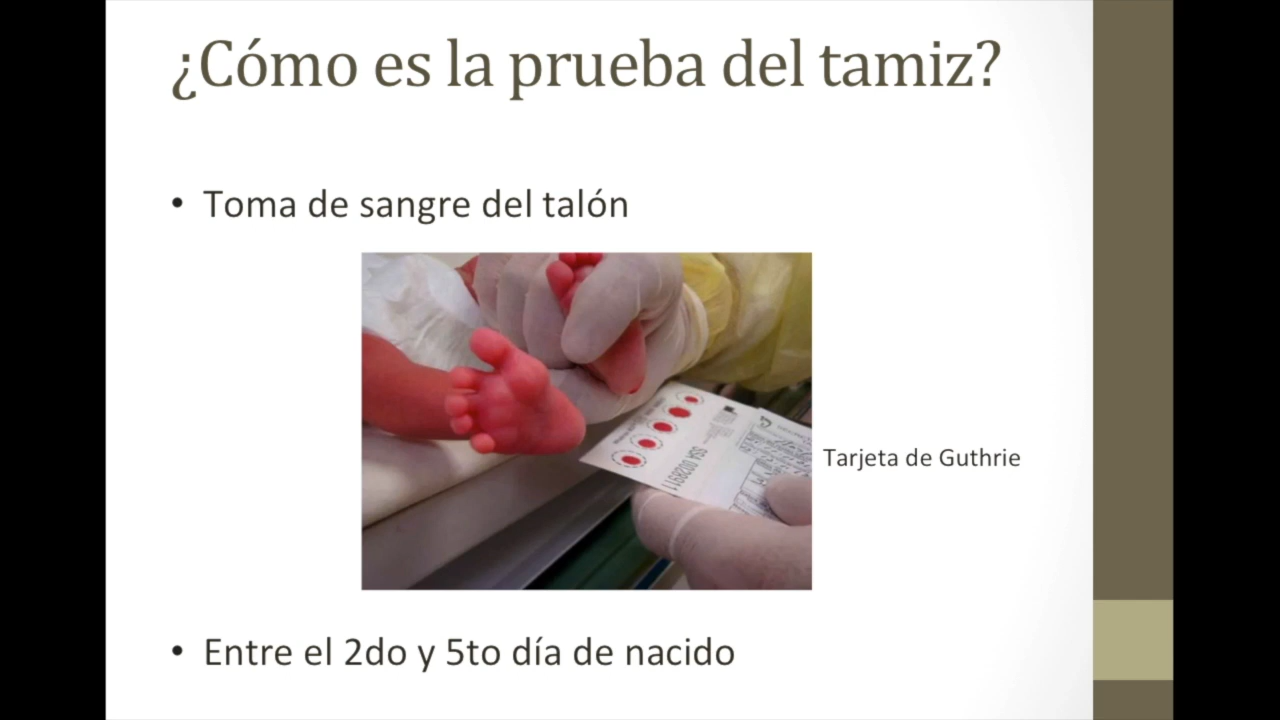 ¿Cómo es la prueba del tamiz?
• Toma de sangre del talón
Tarjeta de Guthrie
• Entre el 2do y 5to día de nacido